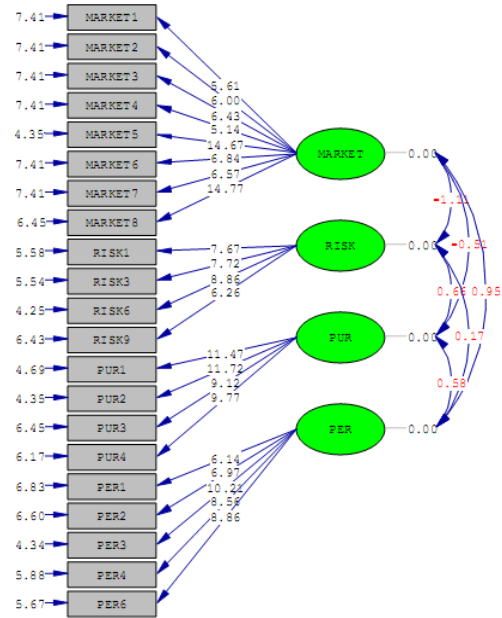 7.41 MARKET1
7.41 MARKET2
7.41 MARKET3
7.41 MARKET4
4.35 MARKET5
7.41 MARKET6
7.41 MARKET7
6.45 MARKET8
5.58 RISK1
5.54 RISK3
4.25 RISK6
6.43 RISK9
4.69 PUR1
4.35 PUR2
6.45 PUR3
6.17 PUR4
6.83 PER1
6.60 PER2
4.34 PER3
5.88 PER4
5.67 PER6
5.61
6.00
6.43
5.14
14.67
6.84
6.57
14.77
7.67
7.72
8.86
6.26
11.47
11.72
9.12
9.77
6.14
6.97
10.21
8.56
8.86
MARKET 0.00
RISK 0.00
PUR 0.00
PER 0.00
-1.11
-0.51
0.95
0.17
0.58